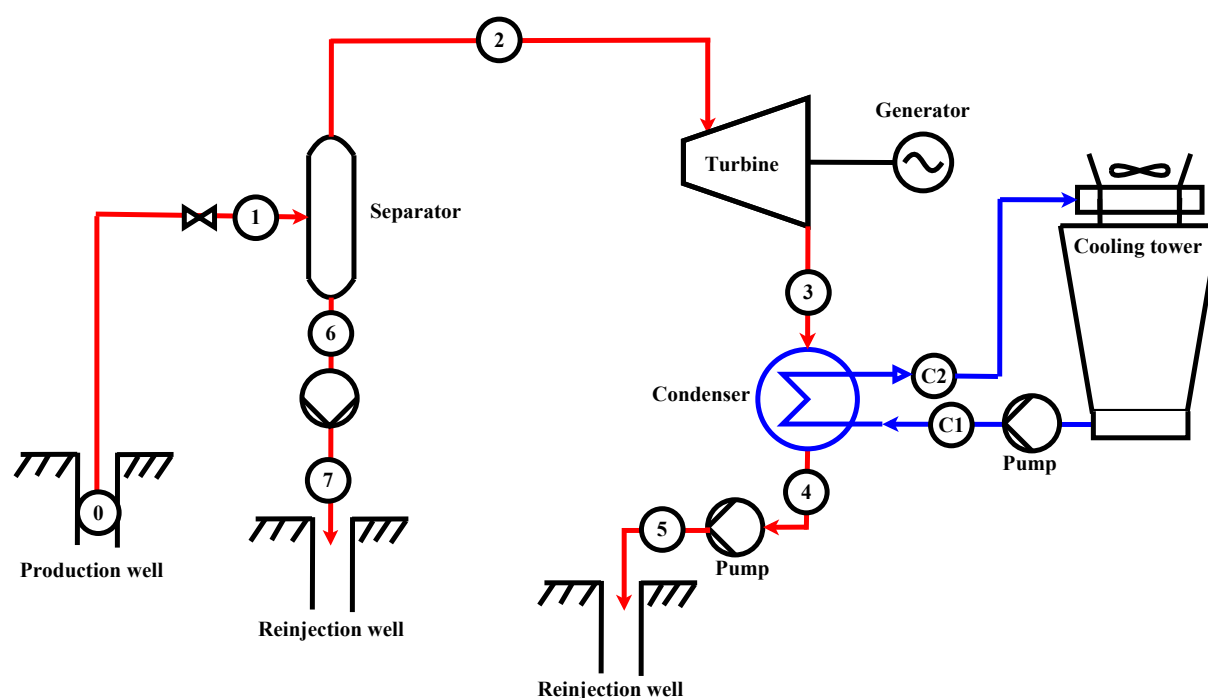 2
Generator
Turbine
1
Separator
Cooling tower
3
6
Condenser
C2
C1
Pump
7
4
0
5
Pump
Production well
Reinjection well
Reinjection well